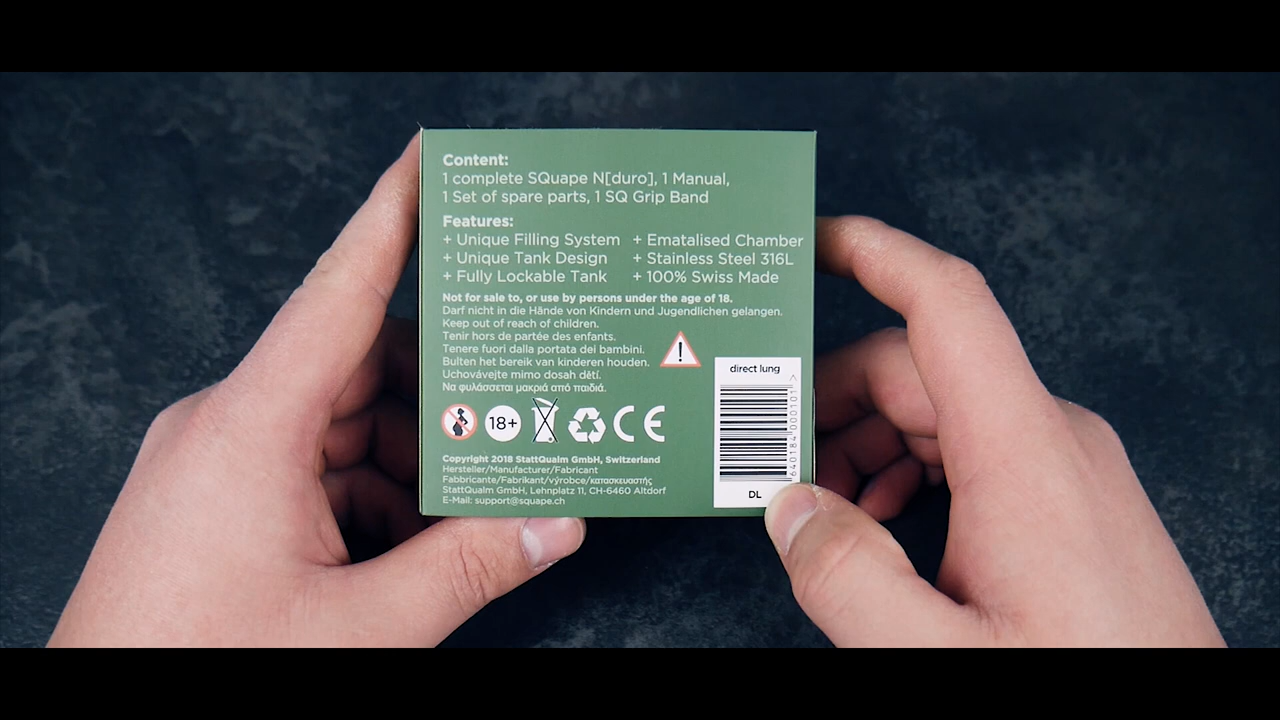 Content:
1 complete SQuape N[duro], 1 Manual,
1 Set of spare parts, 1 SQ Grip Band
Features:
+ Unique Filling System + Ematalised Chamber
+ Unique Tank Design + Stainless Steel 316L
+ Fully Lockable Tank + 100% Swiss Made
Not for sale to, or use by persons under the age of 18.
Darf nicht in die Hände von Kindern und Jugendlichen gelangen.
Keep out of reach of children.
Tenir hors de partée des enfants.
Tenere fuori dalla portata dei bambini.
Bulten het bereik van kinderen houden.
Uchovávejte mimo dosah dětí.
Να φυλάσσεται μακριά από παιδιά.
18+
CE
Copyright 2018 StattQualm GmbH, Switzerland
Hersteller/Manufacturer/Fabricant
Fabbricante/Fabrikant/výrobce/κατασκευαστής
StattQualm GmbH, Lehnplatz 11, CH-6460 Altdorf
E-Mail: support@squape.ch
direct lung
640184 000101 >
DL